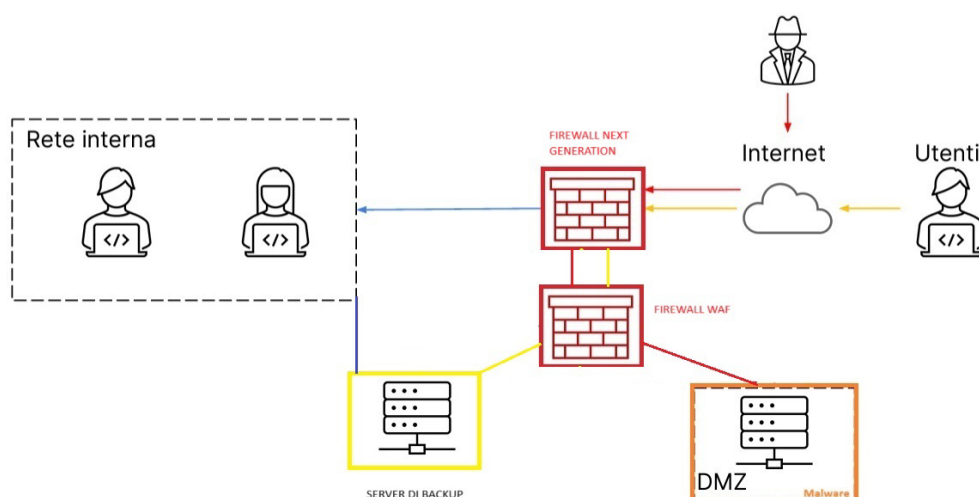 Rete interna
FIREWALL NEXT
GENERATION
Internet
Utenti
</>
</>
</>
FIREWALL WAF
DMZ
Malware
SERVER DI BACKUP